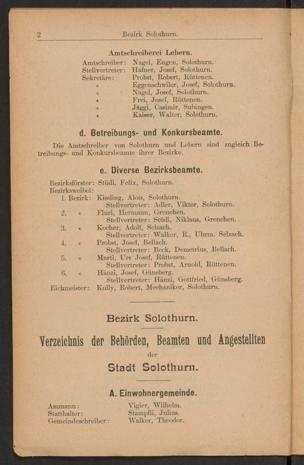 2 Bezirk Solothurn.
Amtschreiberei Lebern.
Amtschreiber: Nagel, Eugen, Solothurn.
Stellvertreter: Hafner, Josef, Solothurn.
Sekretäre: Probst, Robert, Rüttenen.
„ Eggenschwiler, Josef, Solothurn.
„ Nagel, Josef, Solothurn.
„ Frei, Josef, Rüttenen.
„ Jäggi, Casimir, Subingen.
„ Kaiser, Walter, Solothurn.
d. Betreibungs- und Konkursbeamte.
Die Amtschreiber von Solothurn und Lebern sind zugleich Be-
treibungs- und Konkursbeamte ihrer Bezirke.
e. Diverse Bezirksbeamte.
Bezirksförster: Stüdi, Felix, Solothurn.
Bezirksweibel:
1. Bezirk: Kissling, Alois, Solothurn.
Stellvertreter: Adler, Viktor, Solothurn.
2. „ Fluri, Hermann, Grenchen.
Stellvertreter: Stüdi, Niklaus, Grenchen.
3. „ Kocher, Adolf, Selzach.
Stellvertreter: Walker, R., Uhrm. Selzach.
4. „ Probst, Josef, Bellach.
Stellvertreter: Beck, Demetrius, Bellach.
5. „ Marti, Urs Josef, Rüttenen.
Stellvertreter: Probst, Arnold, Rüttenen.
6. „ Hänzi, Josef, Günsberg.
Stellvertreter: Hänzi, Gottfried, Günsberg.
Eichmeister: Kully, Robert, Mechaniker, Solothurn.
Bezirk Solothurn.
Verzeichnis der Behörden, Beamten und Angestellten
der
Stadt Solothurn.
A. Einwohnergemeinde.
Ammann: Vigier, Wilhelm.
Statthalter: Stampfli, Julius.
Gemeindeschreiber: Walker, Theodor.